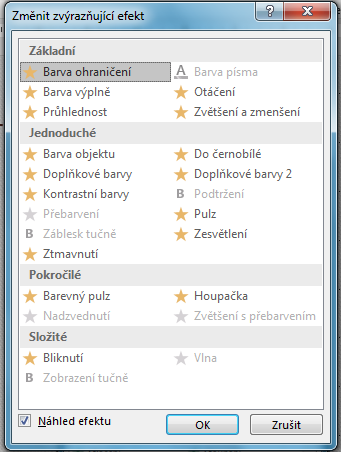 Změnit zvýrazňující efekt
Základní
Barva ohraničení
Barva písma
Barva výplně
Otáčení
Průhlednost
Zvětšení a zmenšení
Jednoduché
Barva objektu
Do černobílé
Doplňkové barvy
Doplňkové barvy 2
Kontrastní barvy
Podtržení
Přebarvení
Pulz
Záblesk tučně
Zesvětlení
Ztmavnutí
Pokročilé
Barevný pulz
Houpačka
Nadzvednutí
Zvětšení s přebarvením
Složité
Bliknutí
Vlna
Zobrazení tučně
Náhled efektu
OK
Zrušit